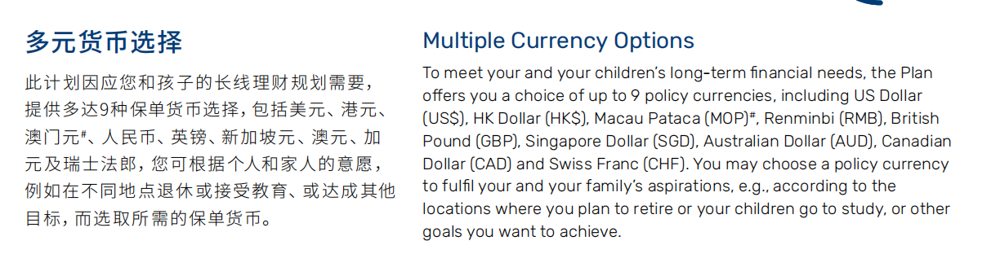 多元货币选择
此计划因应您和孩子的长线理财规划需要，
提供多达9种保单货币选择，包括美元、港元、
澳门元#、人民币、英镑、新加坡元、澳元、加
元及瑞士法郎，您可根据个人和家人的意愿，
例如在不同地点退休或接受教育、或达成其他
目标，而选取所需的保单货币。
Multiple Currency Options
To meet your and your children’s long-term financial needs, the Plan
offers you a choice of up to 9 policy currencies, including US Dollar
(US$), HK Dollar (HK$), Macau Pataca (MOP)#, Renminbi (RMB), British
Pound (GBP), Singapore Dollar (SGD), Australian Dollar (AUD), Canadian
Dollar (CAD) and Swiss Franc (CHF). You may choose a policy currency
to fulfil your and your family’s aspirations, e.g., according to the
locations where you plan to retire or your children go to study, or other
goals you want to achieve.